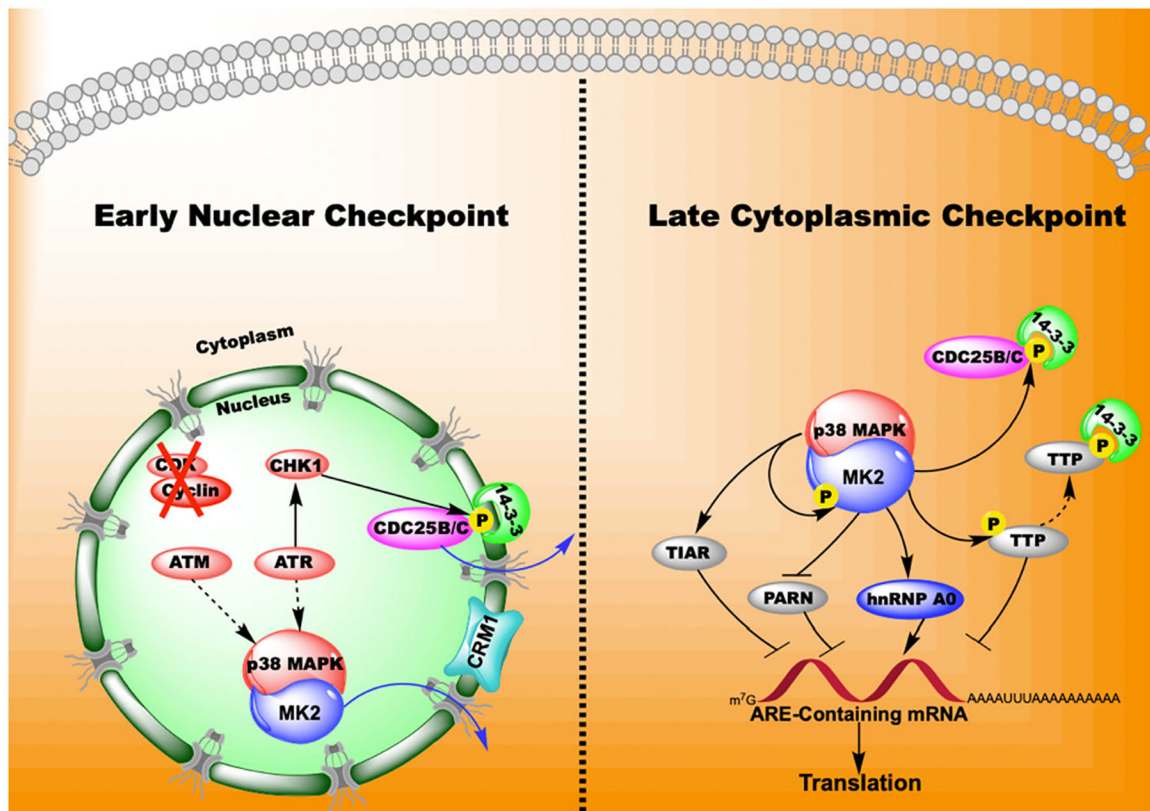 Early Nuclear Checkpoint
Late Cytoplasmic Checkpoint
Cytoplasm
Nucleus
CDK
Cyclin
CHK1
ATM
ATR
CDC25B/C
P
14-3-3
p38 MAPK
MK2
CRM1
CDC25B/C
P
14-3-3
p38 MAPK
MK2
P
TTP
P
14-3-3
P
TTP
TIAR
PARN
hnRNP A0
m7G
AAAAUUUAAAAAAAAAA
ARE-Containing mRNA
Translation